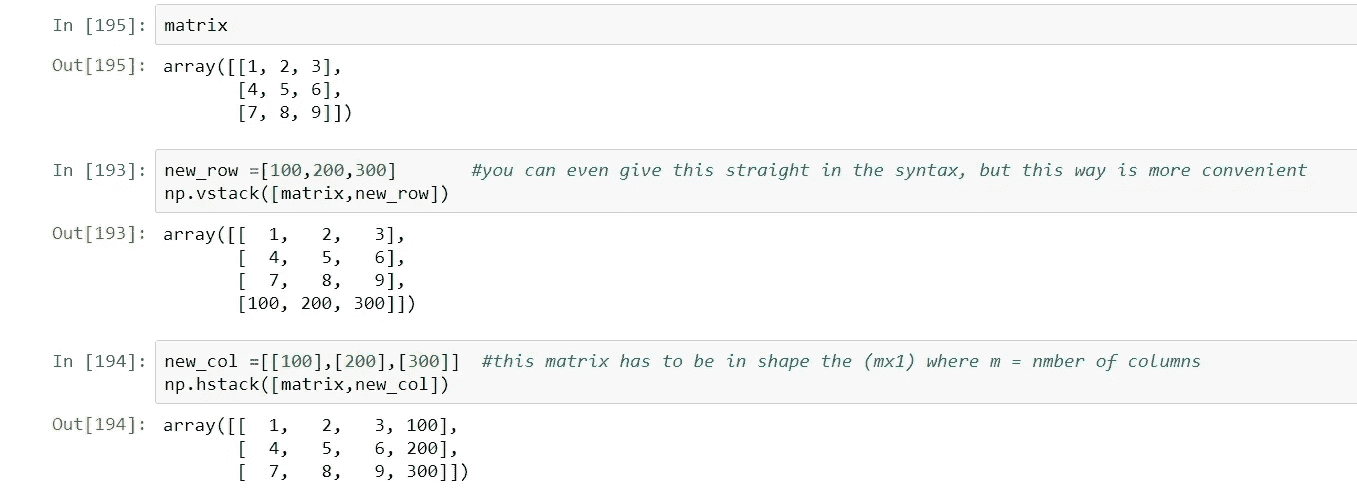 In [195]: matrix
Out[195]: array([[1, 2, 3],
[4, 5, 6],
[7, 8, 9]])
In [193]: new_row =[100,200,300] #you can even give this straight in the syntax, but this way is more convenient
np.vstack([matrix,new_row])
Out[193]: array([[ 1, 2, 3],
[ 4, 5, 6],
[ 7, 8, 9],
[100, 200, 300]])
In [194]: new_col =[[100],[200],[300]] #this matrix has to be in shape the (mx1) where m = nmber of columns
np.hstack([matrix,new_col])
Out[194]: array([[ 1, 2, 3, 100],
[ 4, 5, 6, 200],
[ 7, 8, 9, 300]])